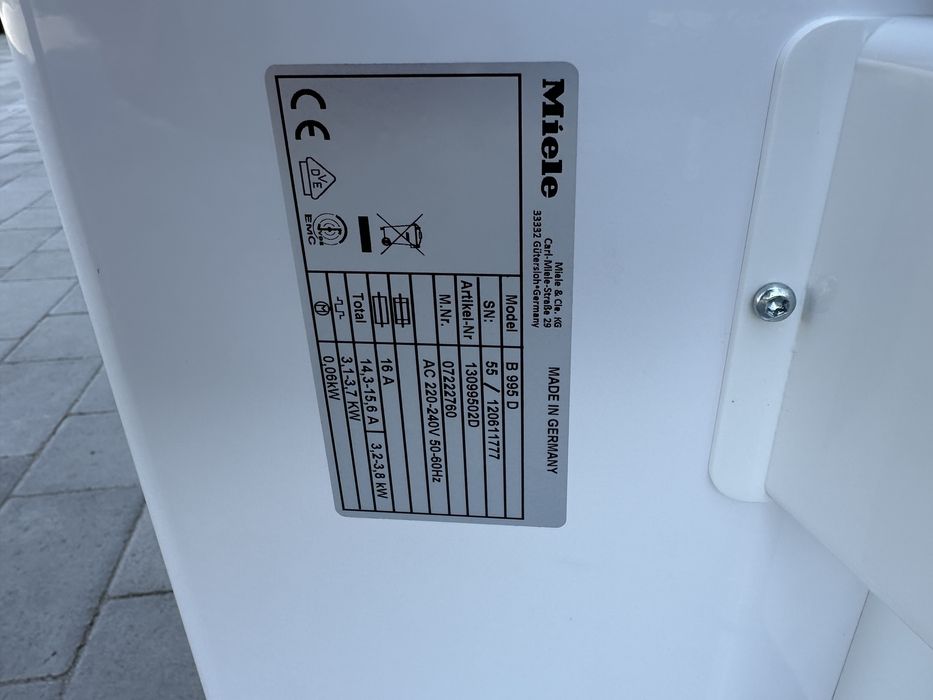 Miele
Miele & Cie. KG
Carl-Miele-Straße 29
33332 Gütersloh•Germany
MADE IN GERMANY
CE
DVE
EMC
Model B 995 D
SN: 55 / 120611777
Artikel-Nr 13099502D
M.Nr. 07222760
AC 220-240V 50-60Hz
16 A
Total 14,3-15,6 A 3,2-3,8 kW
3,1-3,7 KW
M 0,06kW